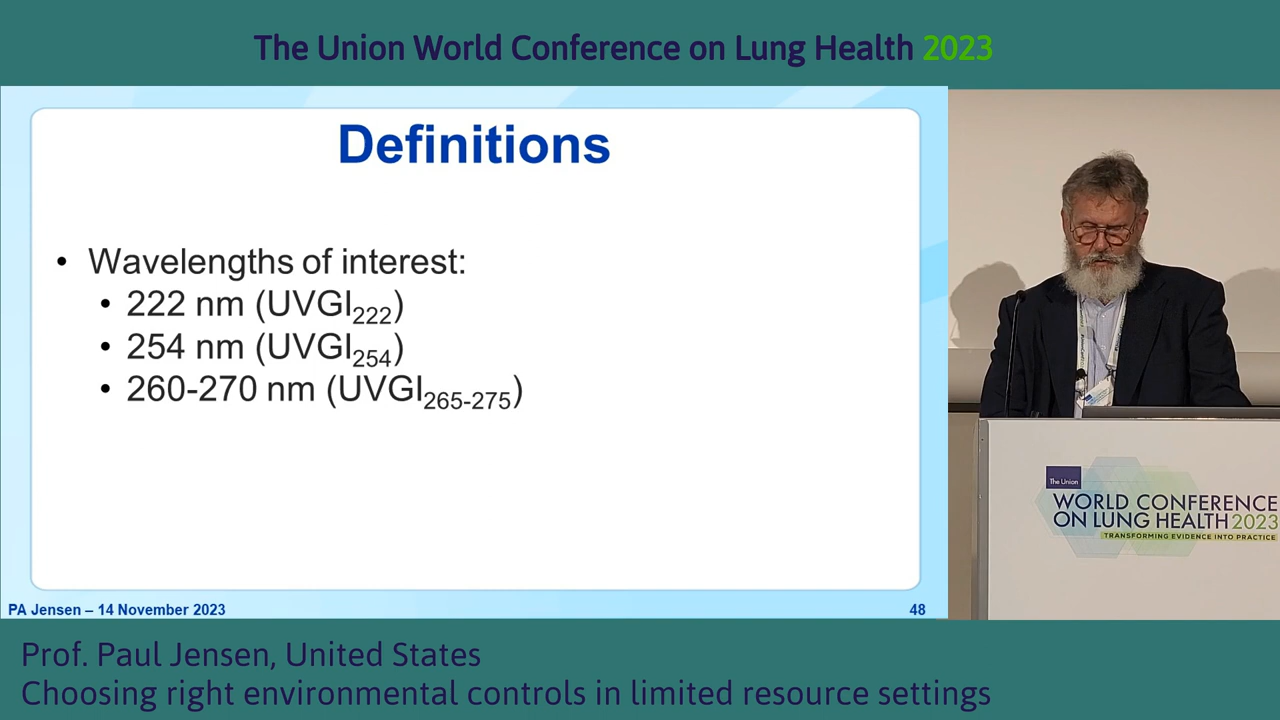 The Union World Conference on Lung Health 2023
Definitions
• Wavelengths of interest:
• 222 nm (UVGI222)
• 254 nm (UVGI254)
• 260-270 nm (UVGI265-275)
PA Jensen – 14 November 2023
48
The Union
WORLD CONFERENCE
ON LUNG HEALTH 2023
TRANSFORMING EVIDENCE INTO PRACTICE
Prof. Paul Jensen, United States
Choosing right environmental controls in limited resource settings